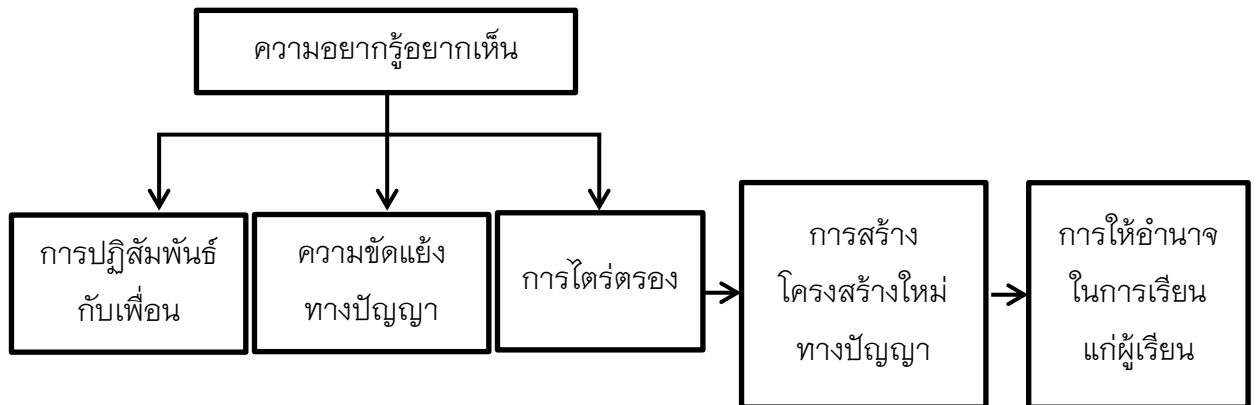 ความอยากรู้อยากเห็น
การปฏิสัมพันธ์
กับเพื่อน
ความขัดแย้ง
ทางปัญญา
การไตร่ตรอง
การสร้าง
โครงสร้างใหม่
ทางปัญญา
การให้อำนาจ
ในการเรียน
แก่ผู้เรียน